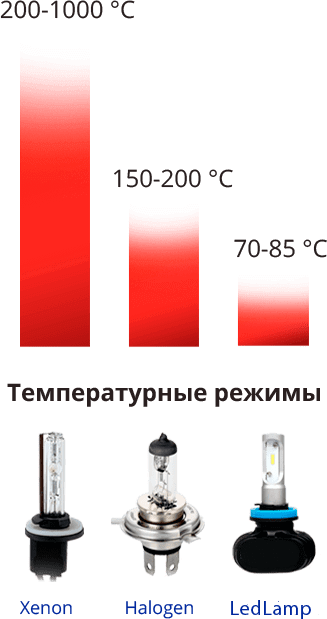 200-1000 °C
150-200 °C
70-85 °C
Температурные режимы
Xenon
Halogen
LedLamp